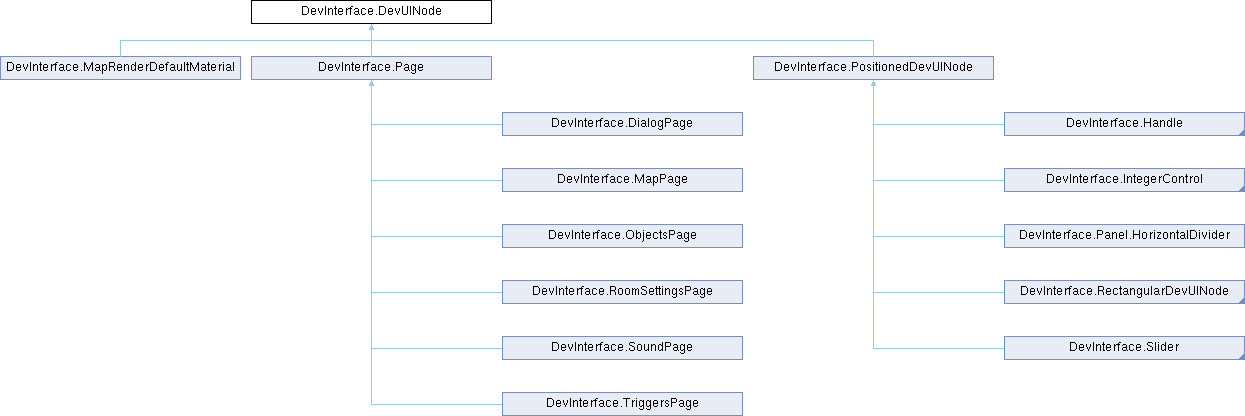 DevInterface.DevUINode
DevInterface.MapRenderDefaultMaterial
DevInterface.Page
DevInterface.PositionedDevUINode
DevInterface.DialogPage
DevInterface.Handle
DevInterface.MapPage
DevInterface.IntegerControl
DevInterface.ObjectsPage
DevInterface.Panel.HorizontalDivider
DevInterface.RoomSettingsPage
DevInterface.RectangularDevUINode
DevInterface.SoundPage
DevInterface.Slider
DevInterface.TriggersPage